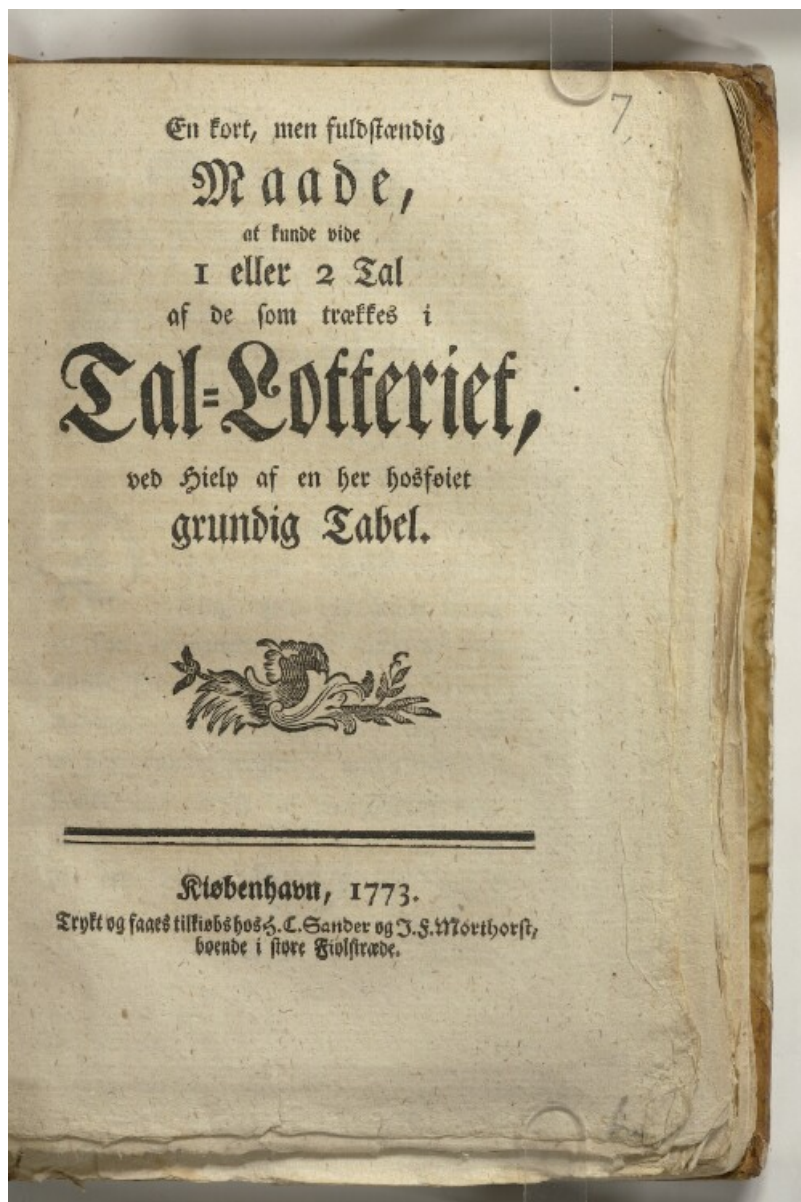 7
En kort, men fuldstændig
Maade,
at kunde vide
1 eller 2 Tal
af de som trækkes i
Tal-Lotteriet,
ved Hielp af en her hosføiet
grundig Tabel.
Kiøbenhavn, 1773.
Trykt og faaes tilkiøbs hos H. C. Sander og J. F. Morthorst,
boende i store Fiolstræde.